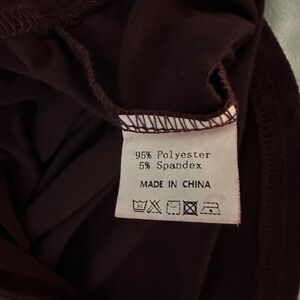 95% Polyester
5% Spandex
MADE IN CHINA